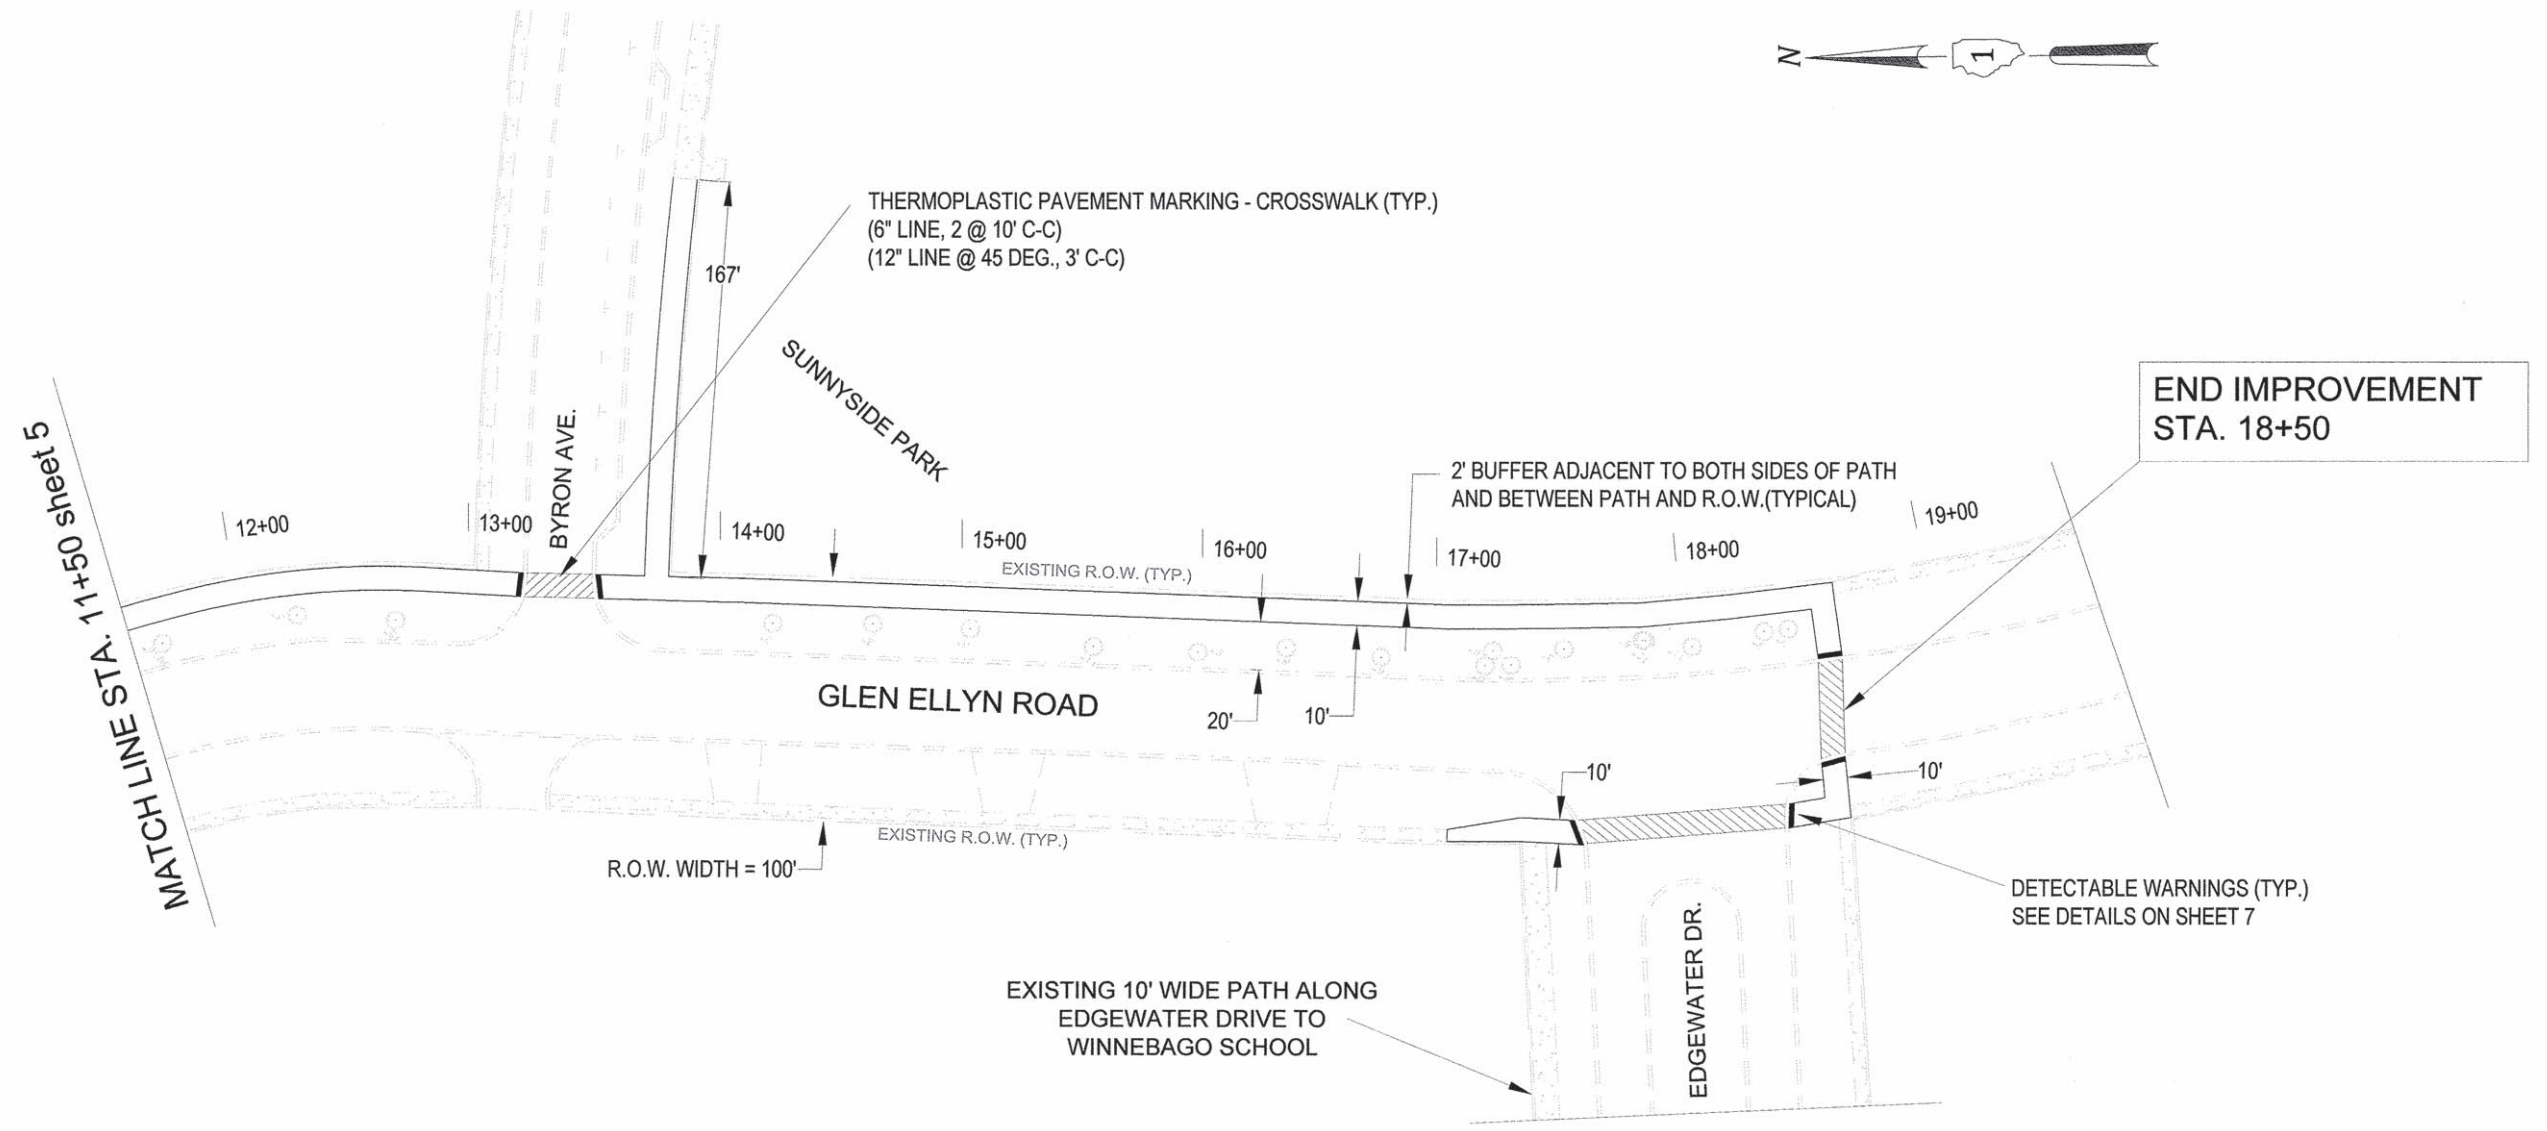 N
1
THERMOPLASTIC PAVEMENT MARKING - CROSSWALK (TYP.)
(6" LINE, 2 @ 10' C-C)
(12" LINE @ 45 DEG., 3' C-C)
167'
SUNNYSIDE PARK
END IMPROVEMENT
STA. 18+50
MATCH LINE STA. 11+50 sheet 5
BYRON AVE.
2' BUFFER ADJACENT TO BOTH SIDES OF PATH
AND BETWEEN PATH AND R.O.W.(TYPICAL)
12+00
13+00
14+00
15+00
16+00
17+00
18+00
19+00
EXISTING R.O.W. (TYP.)
GLEN ELLYN ROAD
20'
10'
10'
10'
EXISTING R.O.W. (TYP.)
R.O.W. WIDTH = 100'
DETECTABLE WARNINGS (TYP.)
SEE DETAILS ON SHEET 7
EDGEWATER DR.
EXISTING 10' WIDE PATH ALONG
EDGEWATER DRIVE TO
WINNEBAGO SCHOOL